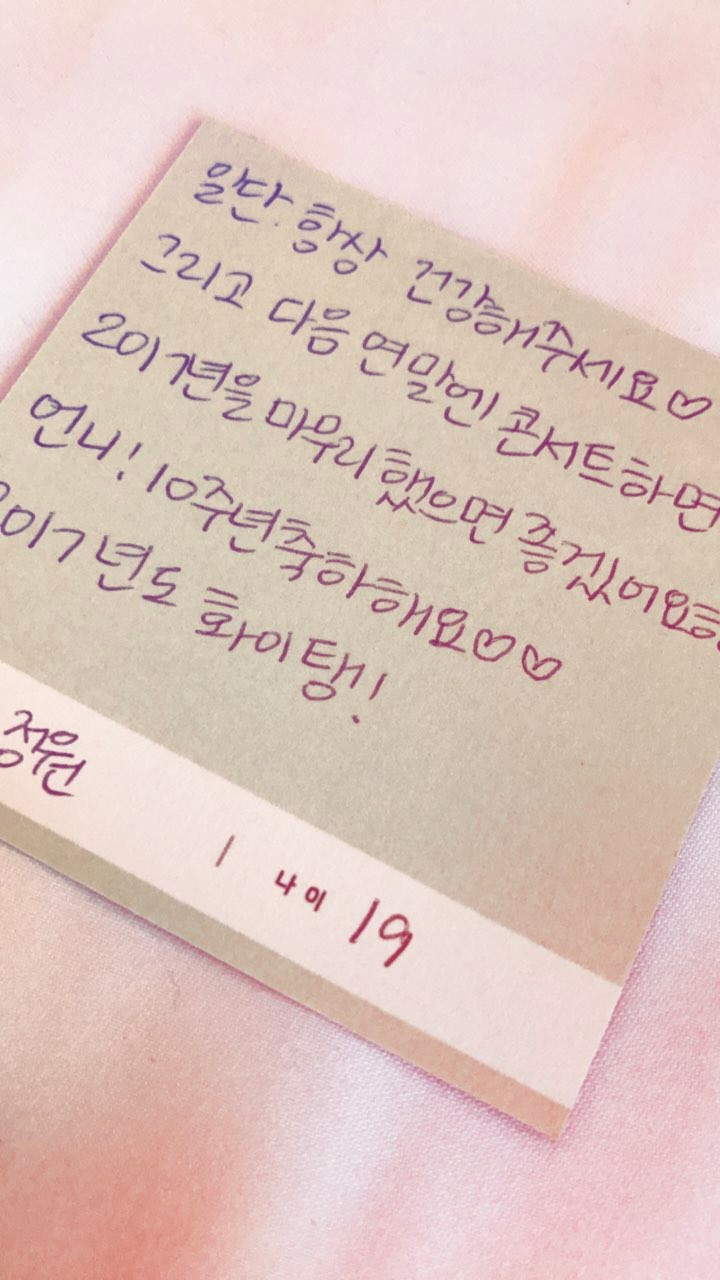 일단. 항상 건강해주세요♡
그리고 다음 연말엔 콘서트하면
2017년을 마무리했으면 좋겠어요
언니! 10주년축하해요♡♡
2017년도 화이팅!
정원
나이 19